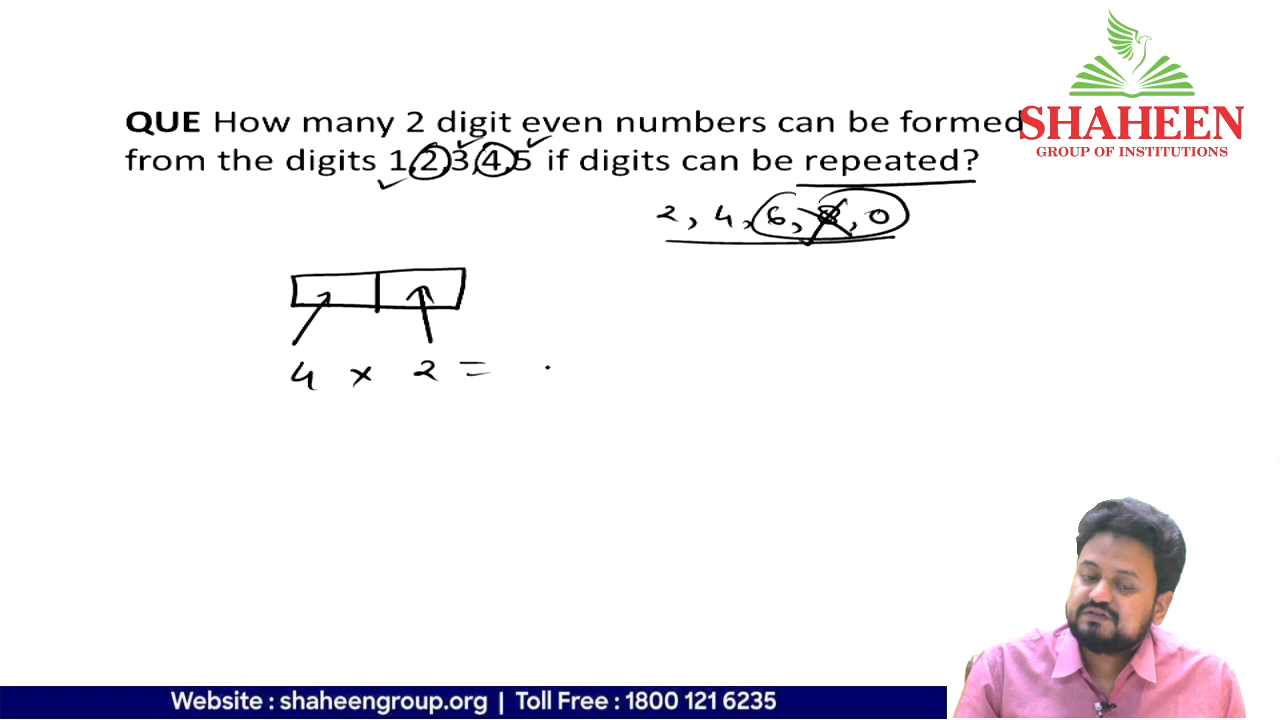 SHAHEEN
GROUP OF INSTITUTIONS
QUE How many 2 digit even numbers can be formed
from the digits 1,2,3,4,5 if digits can be repeated?
2, 4, 6, 8, 0
4 × 2 =
Website : shaheengroup.org | Toll Free : 1800 121 6235